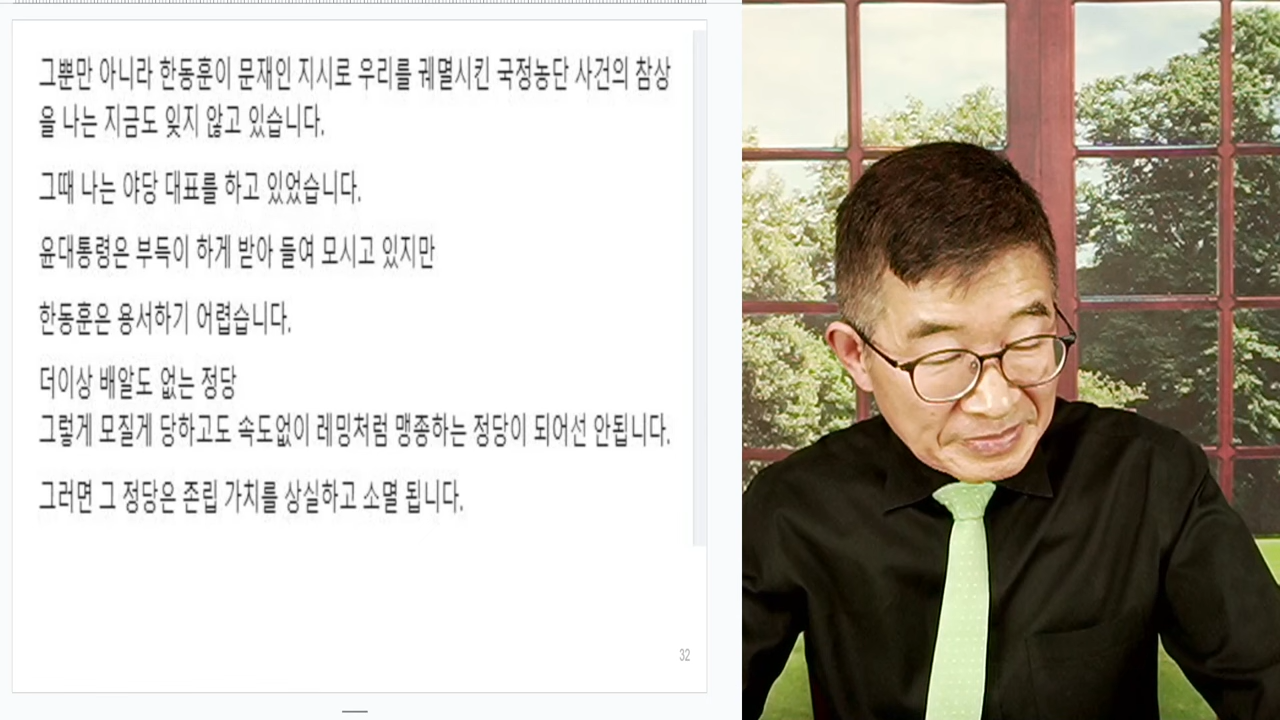 그뿐만 아니라 한동훈이 문재인 지시로 우리를 궤멸시킨 국정농단 사건의 참상
을 나는 지금도 잊지 않고 있습니다.
그때 나는 야당 대표를 하고 있었습니다.
윤대통령은 부득이 하게 받아 들여 모시고 있지만
한동훈은 용서하기 어렵습니다.
더이상 배알도 없는 정당
그렇게 모질게 당하고도 속도없이 레밍처럼 맹종하는 정당이 되어선 안됩니다.
그러면 그 정당은 존립 가치를 상실하고 소멸 됩니다.
32